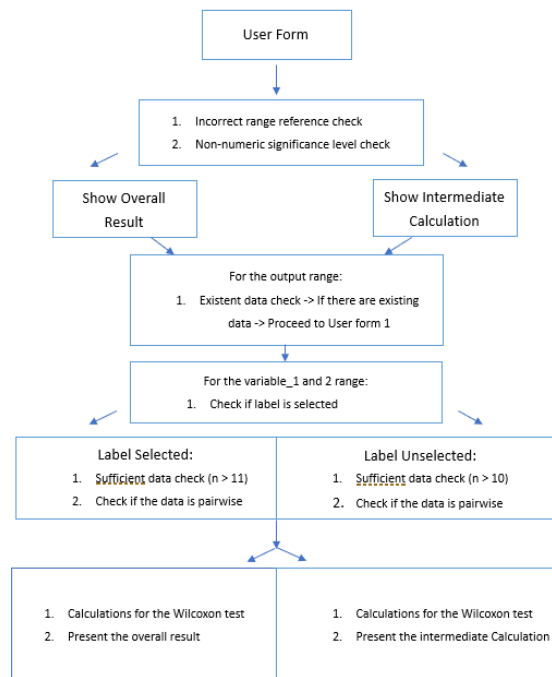 User Form
1. Incorrect range reference check
2. Non-numeric significance level check
Show Overall
Result
Show Intermediate
Calculation
For the output range:
1. Existent data check -> If there are existing
data -> Proceed to User form 1
For the variable_1 and 2 range:
1. Check if label is selected
Label Selected:
1. Sufficient data check (n > 11)
2. Check if the data is pairwise
Label Unselected:
1. Sufficient data check (n > 10)
2. Check if the data is pairwise
1. Calculations for the Wilcoxon test
2. Present the overall result
1. Calculations for the Wilcoxon test
2. Present the intermediate Calculation